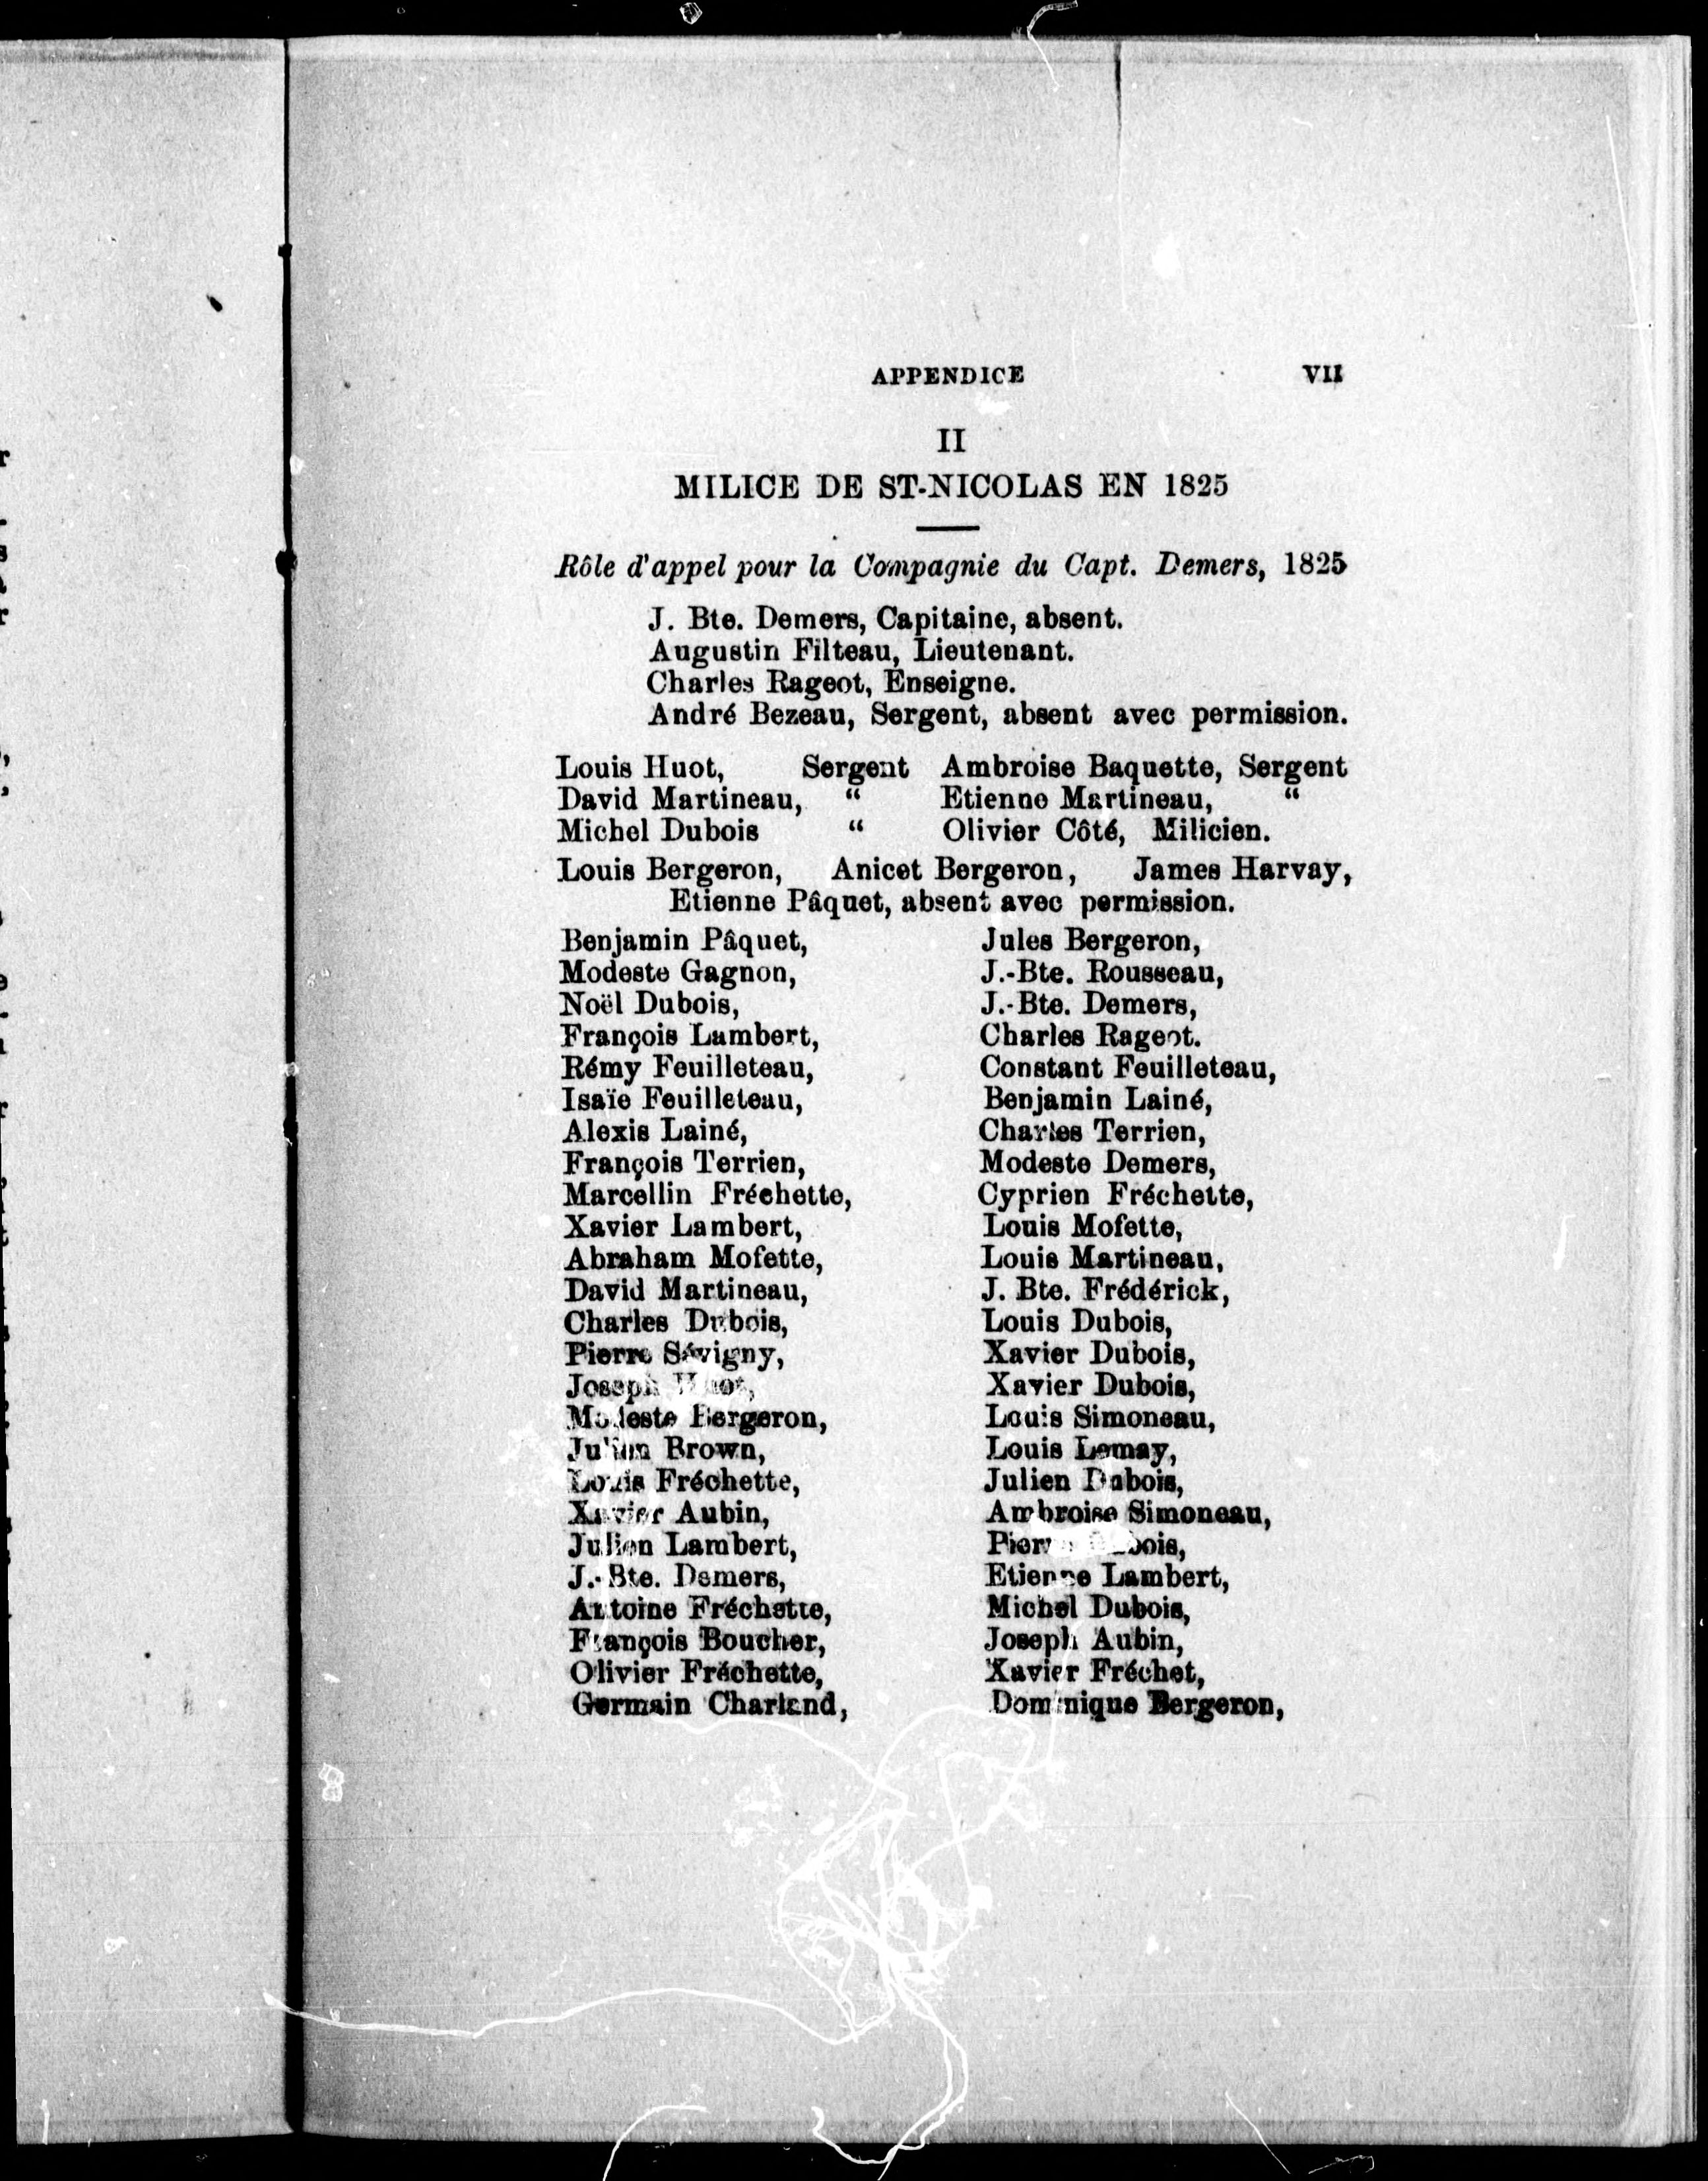 APPENDICE VII
II
MILICE DE ST-NICOLAS EN 1825
Rôle d'appel pour la Compagnie du Capt. Demers, 1825
J. Bte. Demers, Capitaine, absent.
Augustin Filteau, Lieutenant.
Charles Rageot, Enseigne.
André Bezeau, Sergent, absent avec permission.
Louis Huot, Sergent Ambroise Baquette, Sergent
David Martineau, “ Etienne Martineau, “
Michel Dubois “ Olivier Côté, Milicien.
Louis Bergeron, Anicet Bergeron, James Harvay,
Etienne Pâquet, absent avec permission.
Benjamin Pâquet, Jules Bergeron,
Modeste Gagnon, J.-Bte. Rousseau,
Noël Dubois, J.-Bte. Demers,
François Lambert, Charles Rageot.
Rémy Feuilleteau, Constant Feuilleteau,
Isaïe Feuilleteau, Benjamin Lainé,
Alexis Lainé, Charles Terrien,
François Terrien, Modeste Demers,
Marcellin Fréchette, Cyprien Fréchette,
Xavier Lambert, Louis Mofette,
Abraham Mofette, Louis Martineau,
David Martineau, J. Bte. Frédérick,
Charles Dubois, Louis Dubois,
Pierre Sévigny, Xavier Dubois,
Joseph Xavier Dubois,
Modeste Bergeron, Louis Simoneau,
Julien Brown, Louis Lemay,
Louis Fréchette, Julien Dubois,
Xavier Aubin, Ambroise Simoneau,
Julien Lambert, Pierre
J.-Bte. Demers, Etienne Lambert,
Antoine Fréchette, Michel Dubois,
François Boucher, Joseph Aubin,
Olivier Fréchette, Xavier Fréchet,
Germain Charland, Dominique Bergeron,